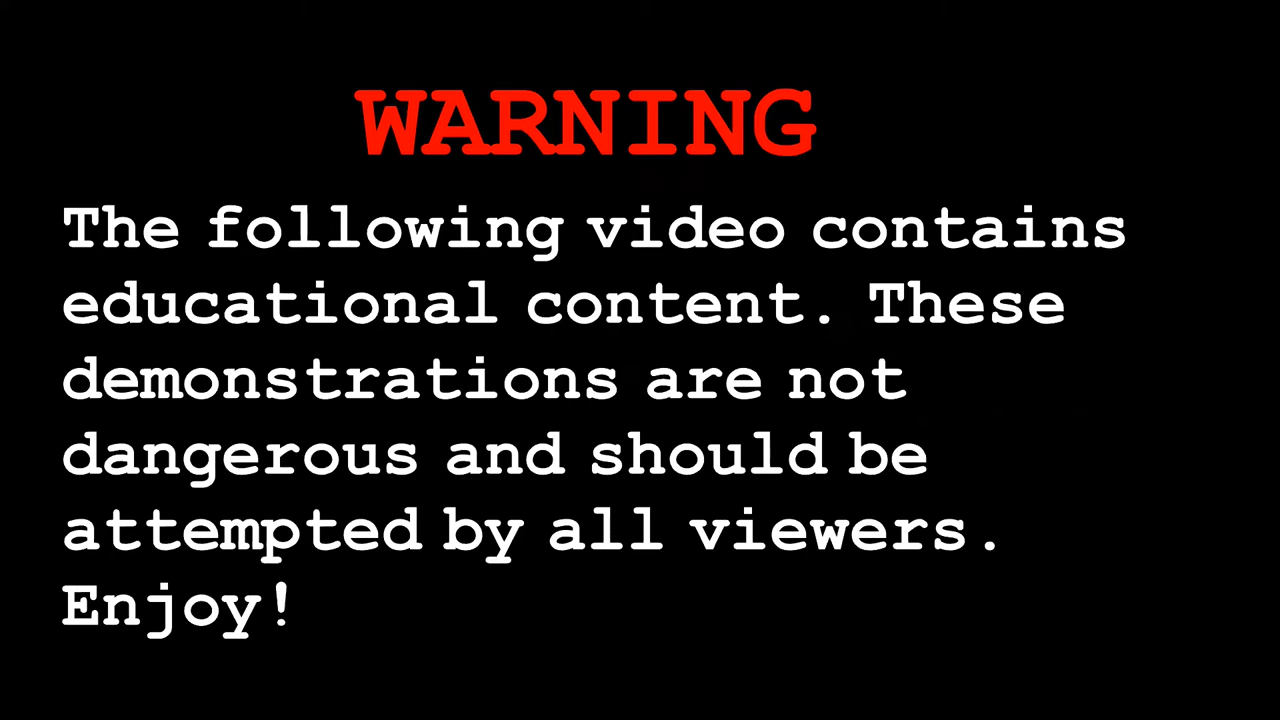 WARNING
The following video contains
educational content. These
demonstrations are not
dangerous and should be
attempted by all viewers.
Enjoy!